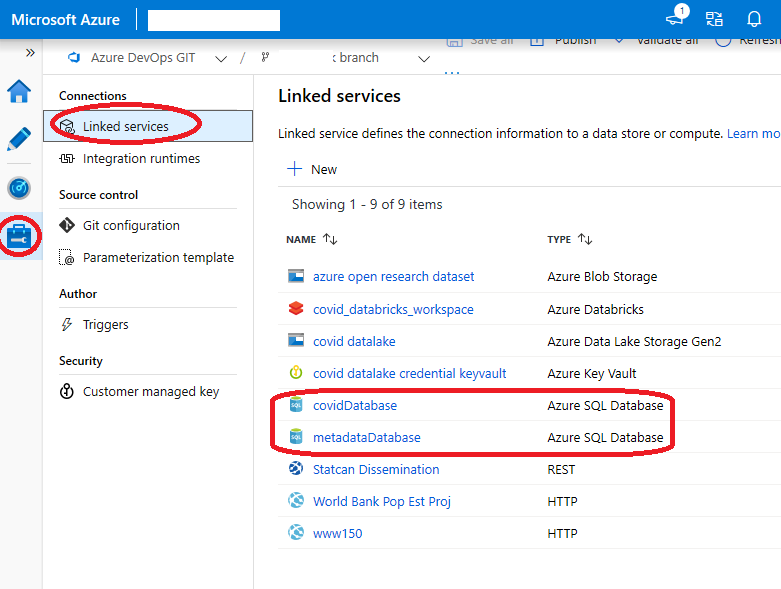 Microsoft Azure
1
Save all Publish Validate all Refresh
Azure DevOps GIT / branch
Connections
Linked services
Integration runtimes
Source control
Git configuration
Parameterization template
Author
Triggers
Security
Customer managed key
Linked services
Linked service defines the connection information to a data store or compute. Learn mo
New
Showing 1 - 9 of 9 items
NAME TYPE
azure open research dataset Azure Blob Storage
covid_databricks_workspace Azure Databricks
covid datalake Azure Data Lake Storage Gen2
covid datalake credential keyvault Azure Key Vault
SQL covidDatabase Azure SQL Database
SQL metadataDatabase Azure SQL Database
Statcan Dissemination REST
World Bank Pop Est Proj HTTP
www150 HTTP